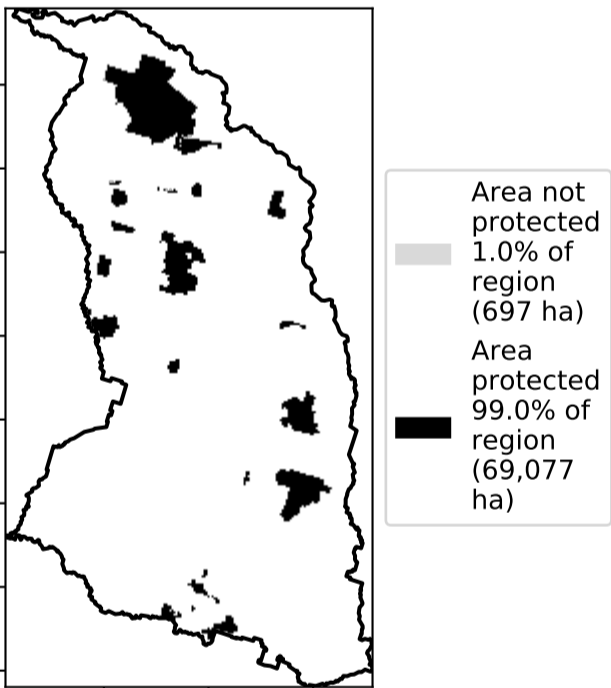 Area not
protected
1.0% of
region
(697 ha)
Area
protected
99.0% of
region
(69,077
ha)